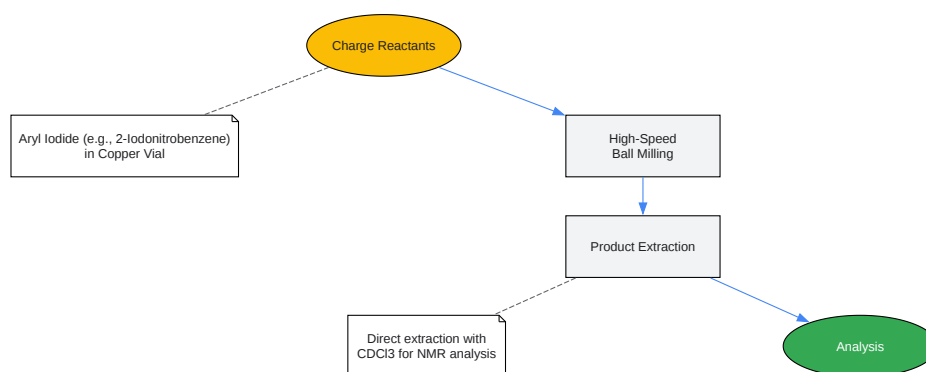 Charge Reactants
Aryl Iodide (e.g., 2-Iodonitrobenzene)
in Copper Vial
High-Speed
Ball Milling
Product Extraction
Direct extraction with
CDCl3 for NMR analysis
Analysis